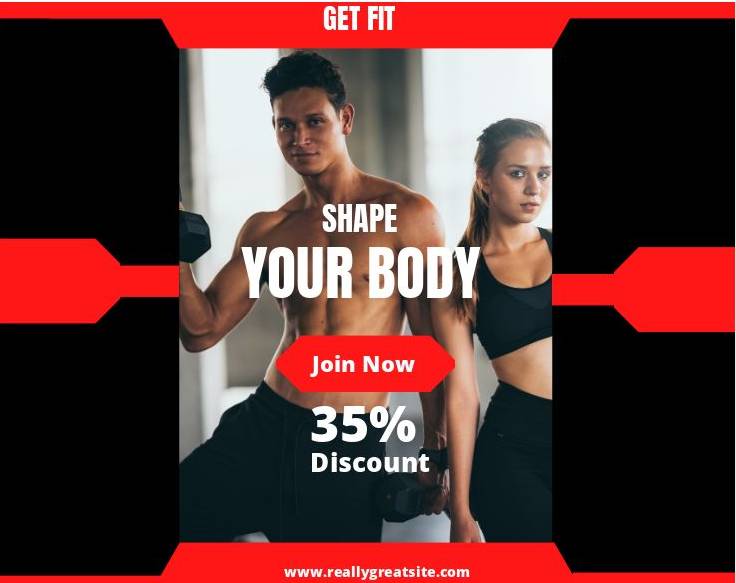 GET FIT
SHAPE
YOUR BODY
Join Now
35%
Discount
www.reallygreatsite.com